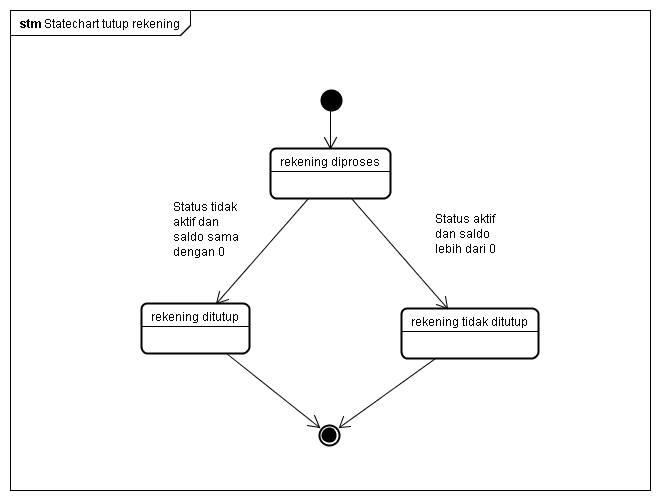 stm Statechart tutup rekening
rekening diproses
Status tidak
aktif dan
saldo sama
dengan 0
Status aktif
dan saldo
lebih dari 0
rekening ditutup
rekening tidak ditutup